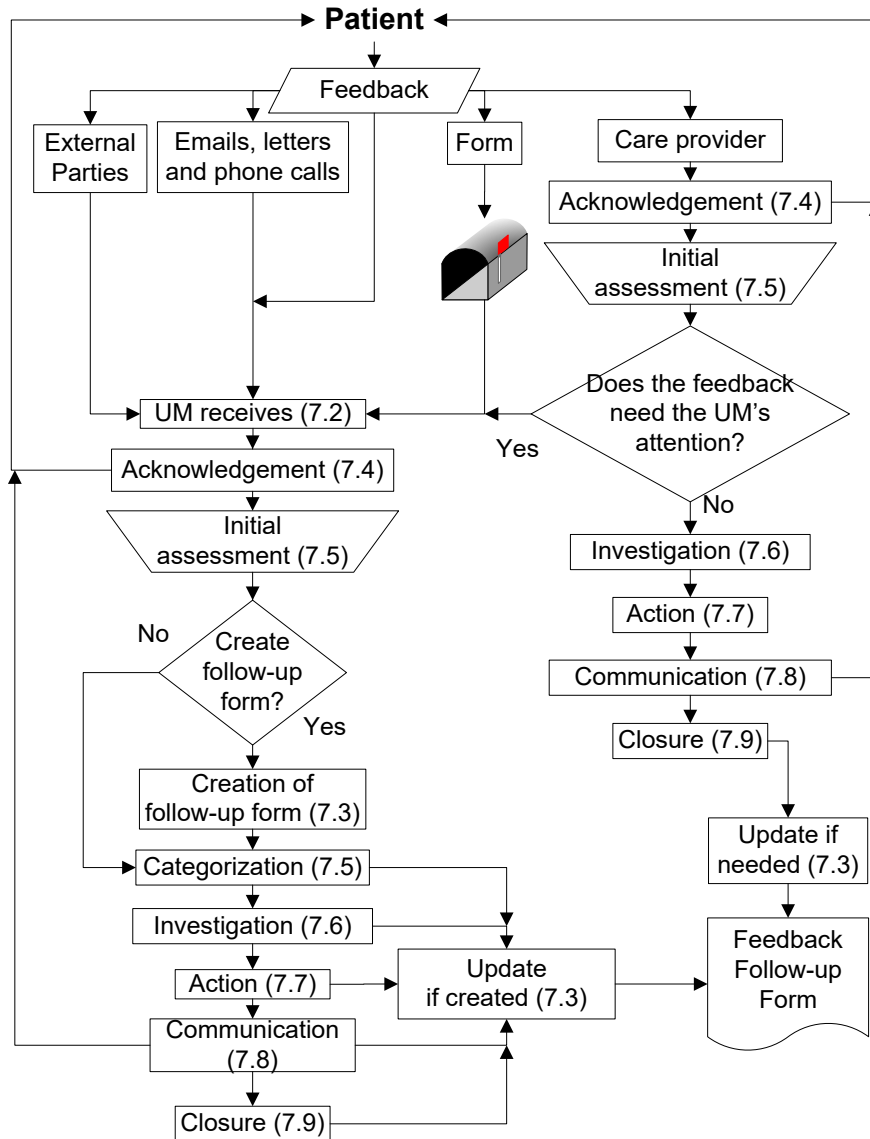 Patient
Feedback
External
Parties
Emails, letters
and phone calls
Form
Care provider
Acknowledgement (7.4)
Initial
assessment (7.5)
Does the feedback
need the UM's
attention?
Yes
No
UM receives (7.2)
Acknowledgement (7.4)
Initial
assessment (7.5)
Create
follow-up
form?
No
Yes
Creation of
follow-up form (7.3)
Categorization (7.5)
Investigation (7.6)
Action (7.7)
Communication
(7.8)
Closure (7.9)
Update
if created (7.3)
Investigation (7.6)
Action (7.7)
Communication (7.8)
Closure (7.9)
Update if
needed (7.3)
Feedback
Follow-up
Form